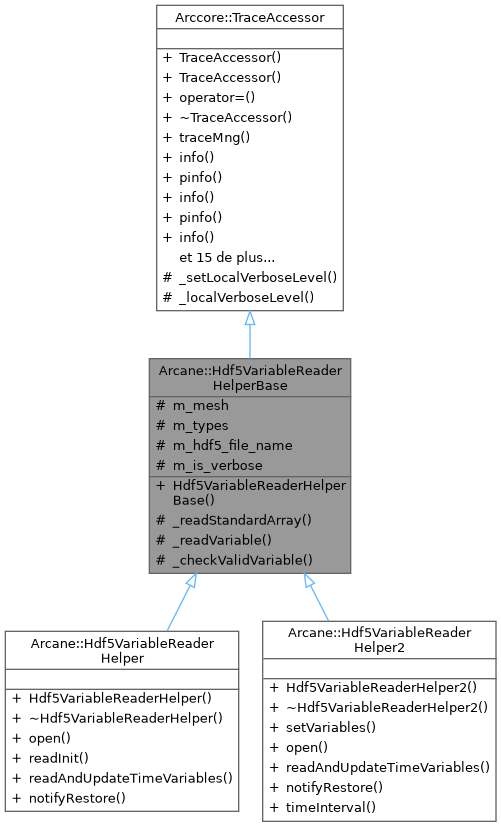 Arccore::TraceAccessor
+ TraceAccessor()
+ TraceAccessor()
+ operator=()
+ ~TraceAccessor()
+ traceMng()
+ info()
+ pinfo()
+ info()
+ pinfo()
+ info()
et 15 de plus...
# _setLocalVerboseLevel()
# _localVerboseLevel()
Arcane::Hdf5VariableReader
HelperBase
# m_mesh
# m_types
# m_hdf5_file_name
# m_is_verbose
+ Hdf5VariableReaderHelper
Base()
# _readStandardArray()
# _readVariable()
# _checkValidVariable()
Arcane::Hdf5VariableReader
Helper
+ Hdf5VariableReaderHelper()
+ ~Hdf5VariableReaderHelper()
+ open()
+ readInit()
+ readAndUpdateTimeVariables()
+ notifyRestore()
Arcane::Hdf5VariableReader
Helper2
+ Hdf5VariableReaderHelper2()
+ ~Hdf5VariableReaderHelper2()
+ setVariables()
+ open()
+ readAndUpdateTimeVariables()
+ notifyRestore()
+ timeInterval()